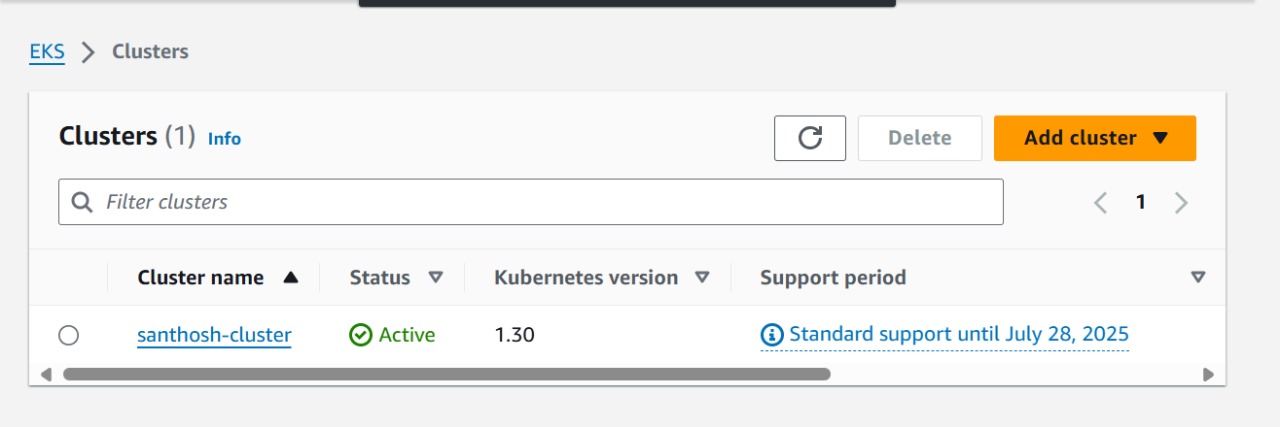 EKS > Clusters
Clusters (1) Info
Delete
Add cluster
Filter clusters
1
Cluster name Status Kubernetes version Support period
santhosh-cluster Active 1.30 Standard support until July 28, 2025